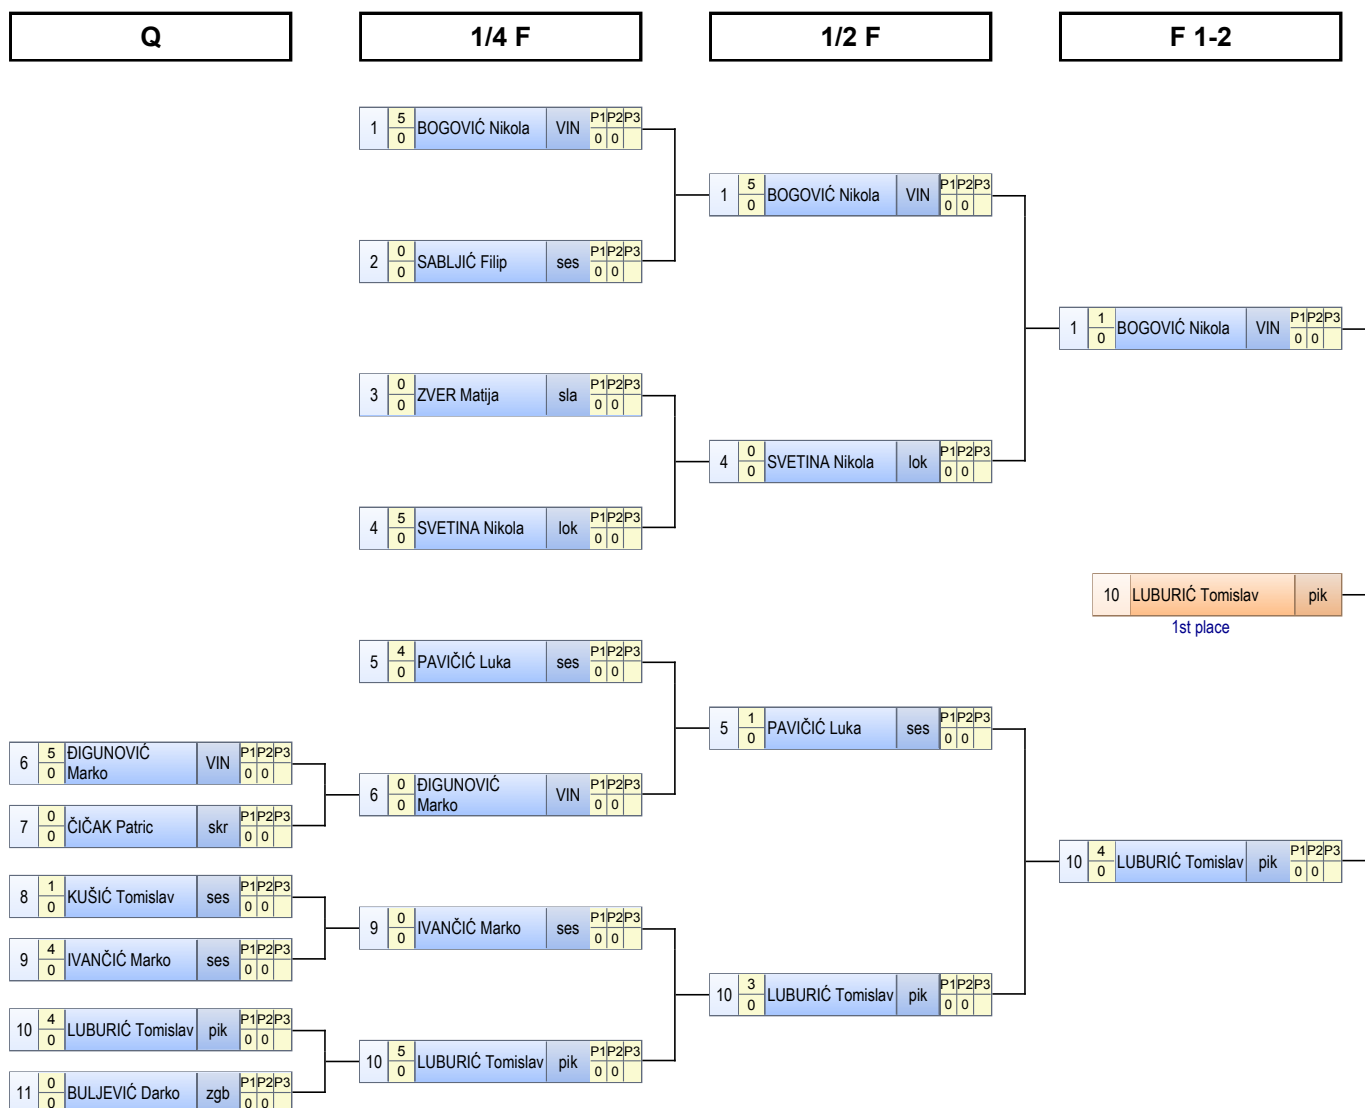 Q 1/4 F 1/2 F F 1-2
1 5 0 BOGOVIĆ Nikola VIN P1 P2 P3 0 0
2 0 0 SABLJIĆ Filip ses P1 P2 P3 0 0
3 0 0 ZVER Matija sla P1 P2 P3 0 0
4 5 0 SVETINA Nikola lok P1 P2 P3 0 0
5 4 0 PAVIČIĆ Luka ses P1 P2 P3 0 0
6 5 0 ĐIGUNOVIĆ
Marko VIN P1 P2 P3 0 0
7 0 0 ČIČAK Patric skr P1 P2 P3 0 0
8 1 0 KUŠIĆ Tomislav ses P1 P2 P3 0 0
9 4 0 IVANČIĆ Marko ses P1 P2 P3 0 0
10 4 0 LUBURIĆ Tomislav pik P1 P2 P3 0 0
11 0 0 BULJEVIĆ Darko zgb P1 P2 P3 0 0
6 0 0 ĐIGUNOVIĆ
Marko VIN P1 P2 P3 0 0
9 0 0 IVANČIĆ Marko ses P1 P2 P3 0 0
10 5 0 LUBURIĆ Tomislav pik P1 P2 P3 0 0
1 5 0 BOGOVIĆ Nikola VIN P1 P2 P3 0 0
4 0 0 SVETINA Nikola lok P1 P2 P3 0 0
5 1 0 PAVIČIĆ Luka ses P1 P2 P3 0 0
10 3 0 LUBURIĆ Tomislav pik P1 P2 P3 0 0
1 1 0 BOGOVIĆ Nikola VIN P1 P2 P3 0 0
10 LUBURIĆ Tomislav pik
1st place
10 4 0 LUBURIĆ Tomislav pik P1 P2 P3 0 0